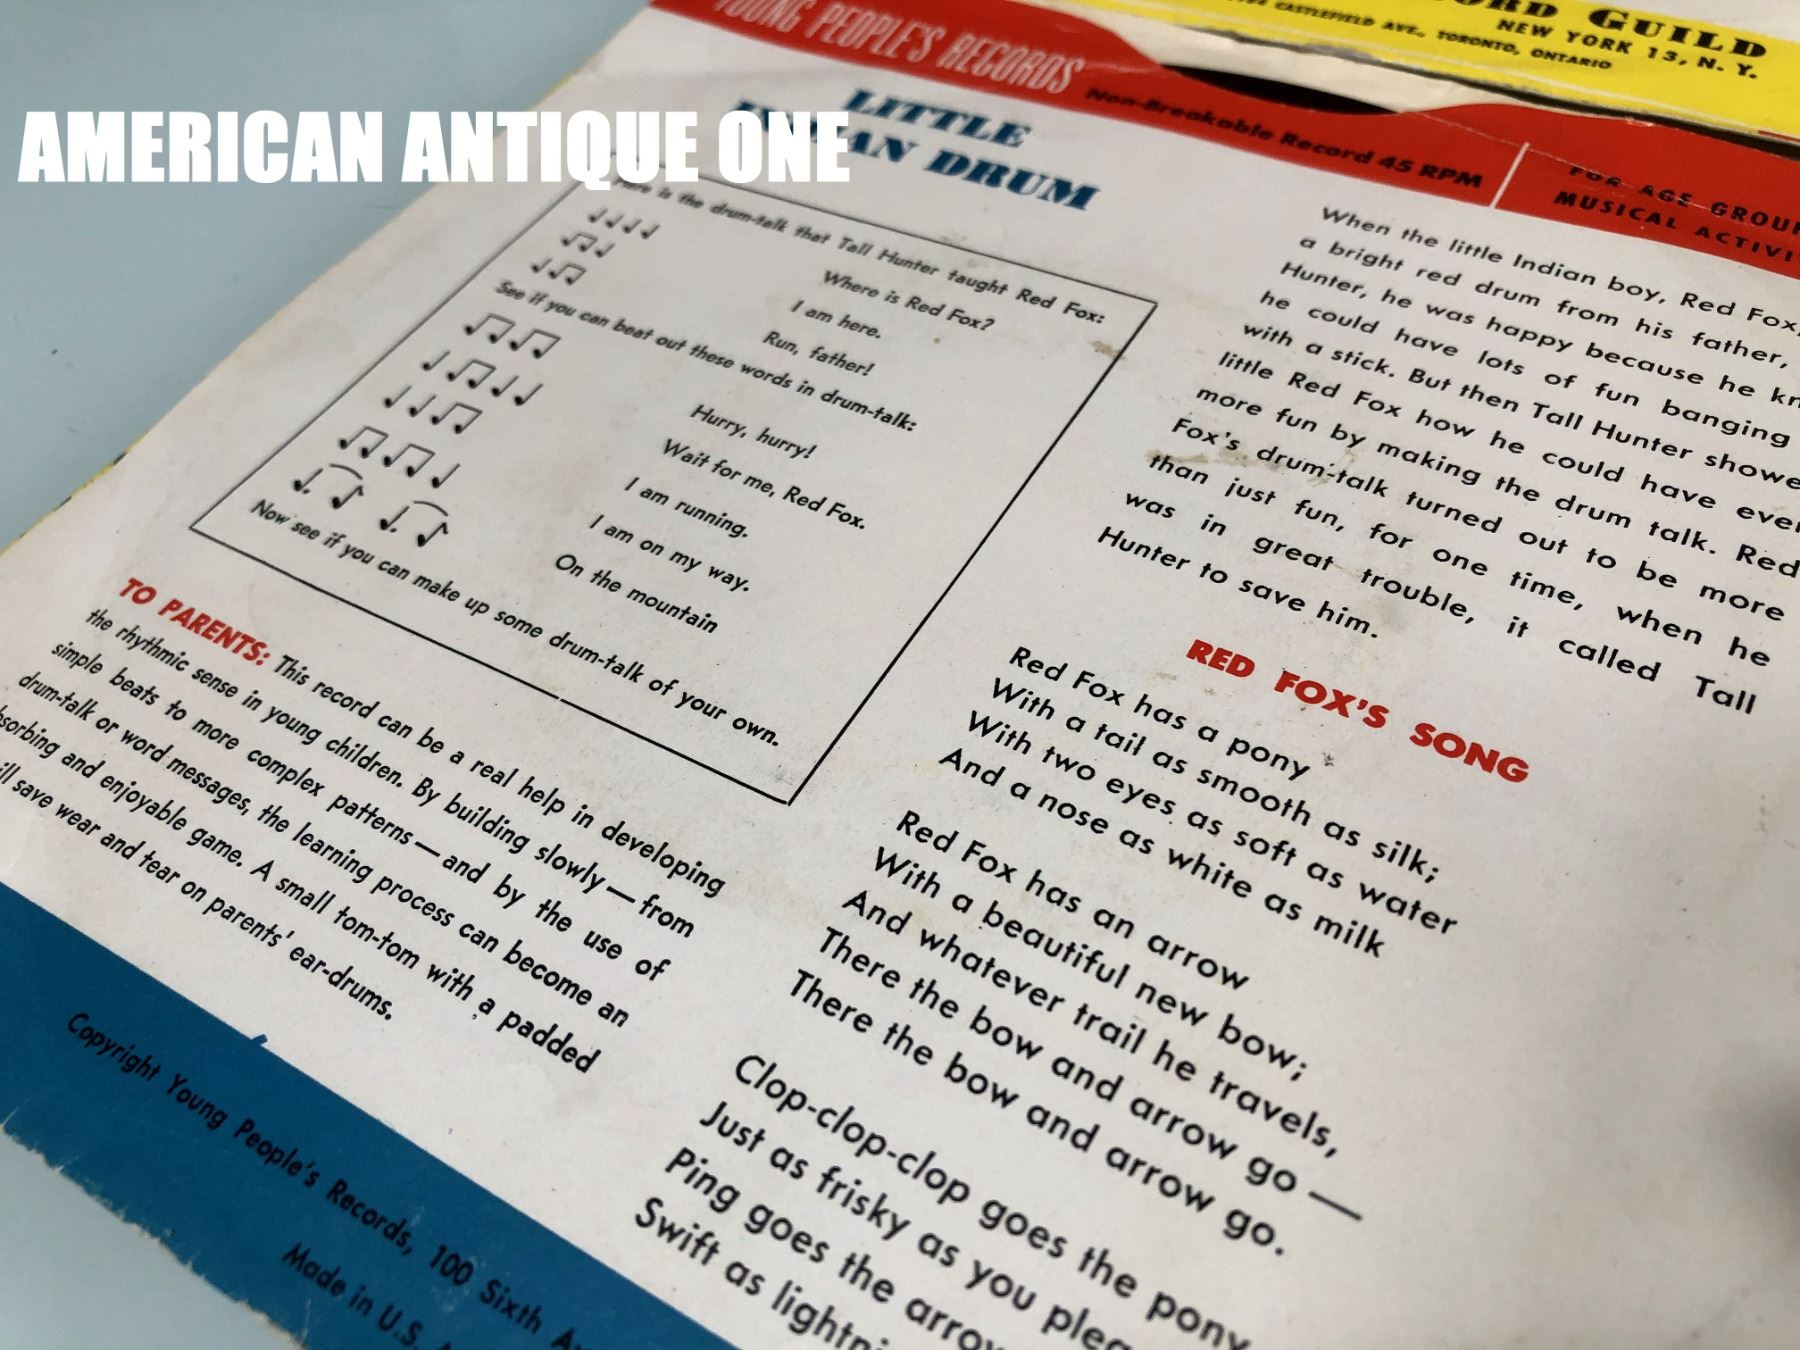 ORD GUILD
NEW YORK 13, N. Y.
CASTLEFIELD AVE., TORONTO, ONTARIO
YOUNG PEOPLE'S RECORDS
Non-Breakable Record 45 RPM
FOR AGE GROU
MUSICAL ACTIVI
AMERICAN ANTIQUE ONE
LITTLE
DRUM
Here is the drum-talk that Tall Hunter taught Red Fox:
Where is Red Fox?
I am here.
Run, father!
See if you can beat out these words in drum-talk:
Hurry, hurry!
Wait for me, Red Fox.
I am running.
I am on my way.
On the mountain
Now see if you can make up some drum-talk of your own.
TO PARENTS: This record can be a real help in developing
the rhythmic sense in young children. By building slowly — from
simple beats to more complex patterns — and by the use of
drum-talk or word messages, the learning process can become an
sorbing and enjoyable game. A small tom-tom with a padded
ll save wear and tear on parents' ear-drums.
When the little Indian boy, Red Fox,
a bright red drum from his father,
Hunter, he was happy because he kn
he could have lots of fun banging
with a stick. But then Tall Hunter showe
little Red Fox how he could have eve
more fun by making the drum talk. Red
Fox's drum-talk turned out to be more
than just fun, for one time, when he
was in great trouble, it called Tall
Hunter to save him.
RED FOX'S SONG
Red Fox has a pony
With a tail as smooth as silk;
With two eyes as soft as water
And a nose as white as milk
Red Fox has an arrow
With a beautiful new bow;
And whatever trail he travels,
There the bow and arrow go —
There the bow and arrow go.
Clop-clop-clop goes the pony
Just as frisky as you plea
Ping goes the arrow
Swift as lightni
Copyright Young People's Records, 100 Sixth Av
Made in U.S.